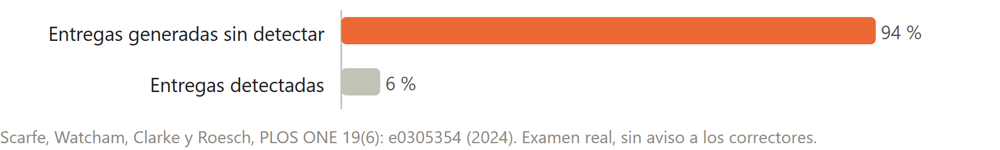 Entregas generadas sin detectar 94 %
Entregas detectadas 6 %
Scarfe, Watcham, Clarke y Roesch, PLOS ONE 19(6): e0305354 (2024). Examen real, sin aviso a los correctores.